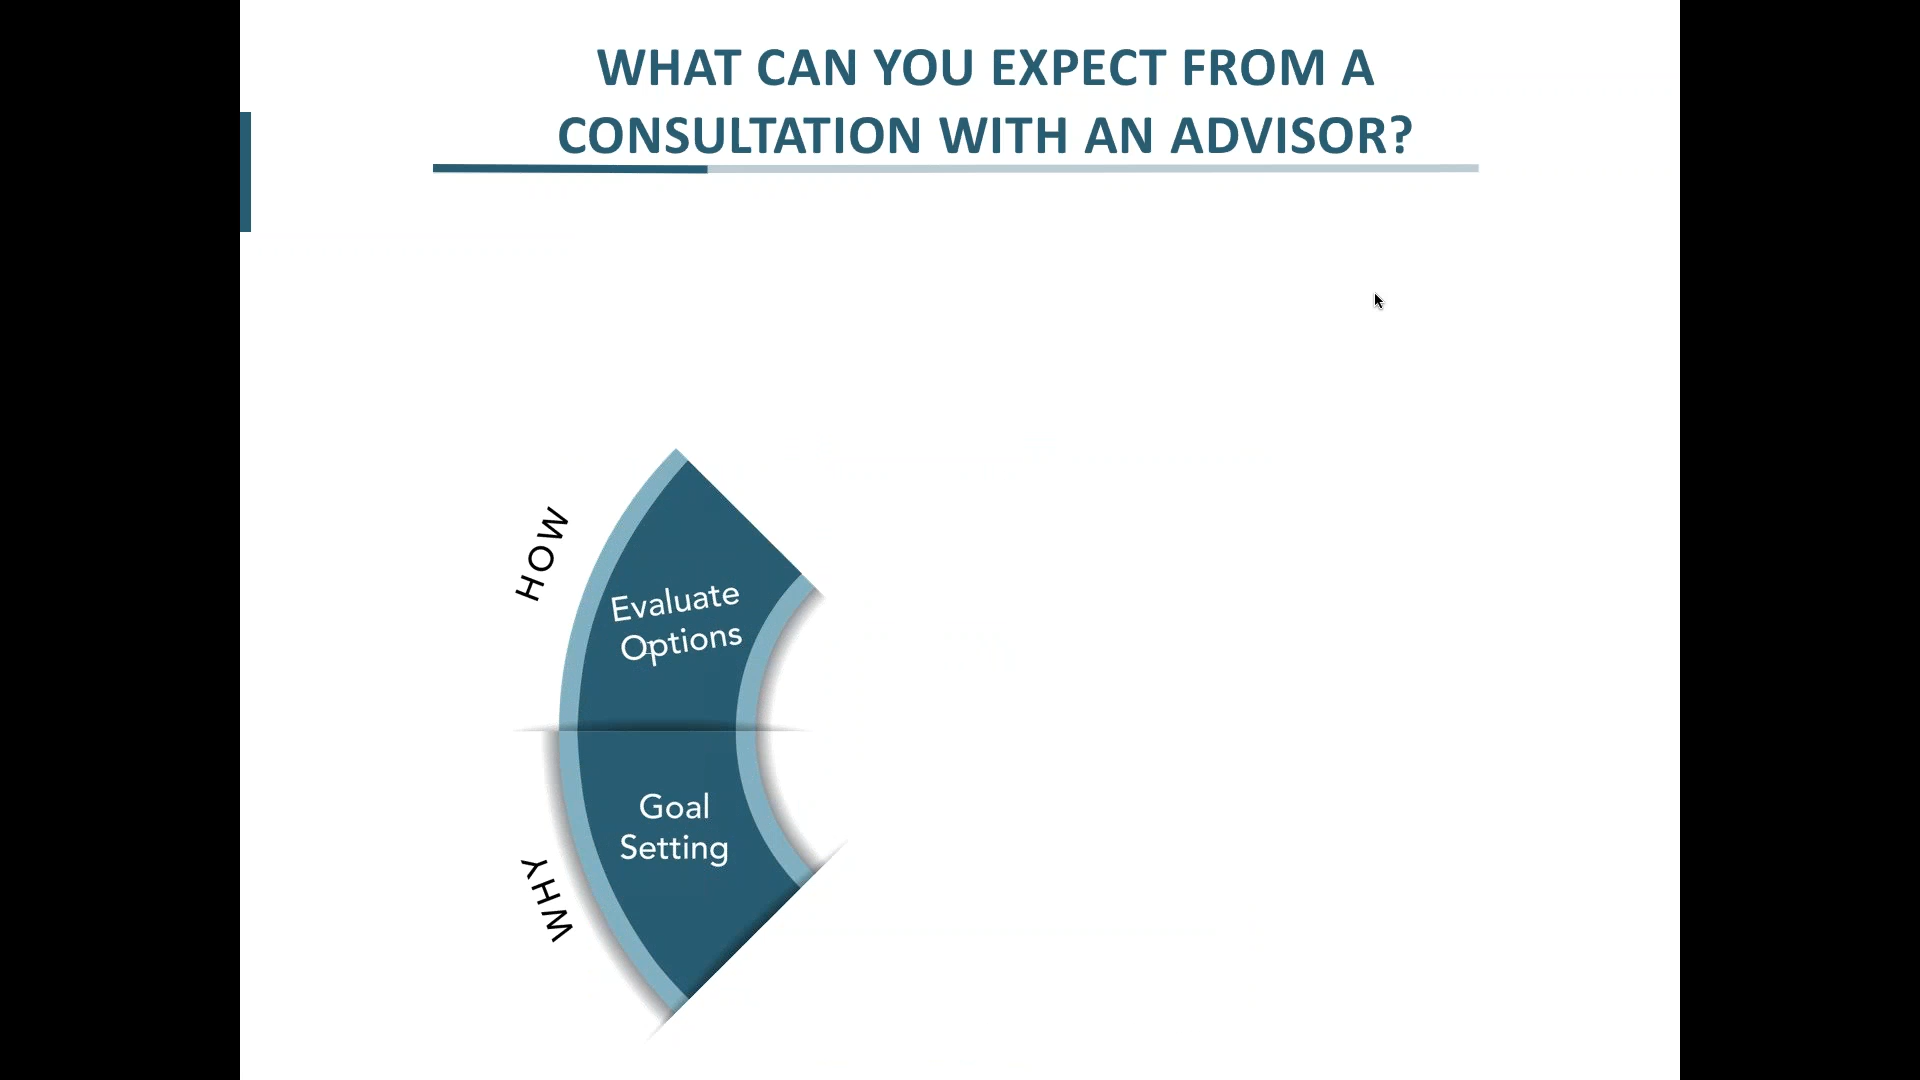 WHAT CAN YOU EXPECT FROM A
CONSULTATION WITH AN ADVISOR?
HOW
Evaluate
Options
Goal
Setting
WHY